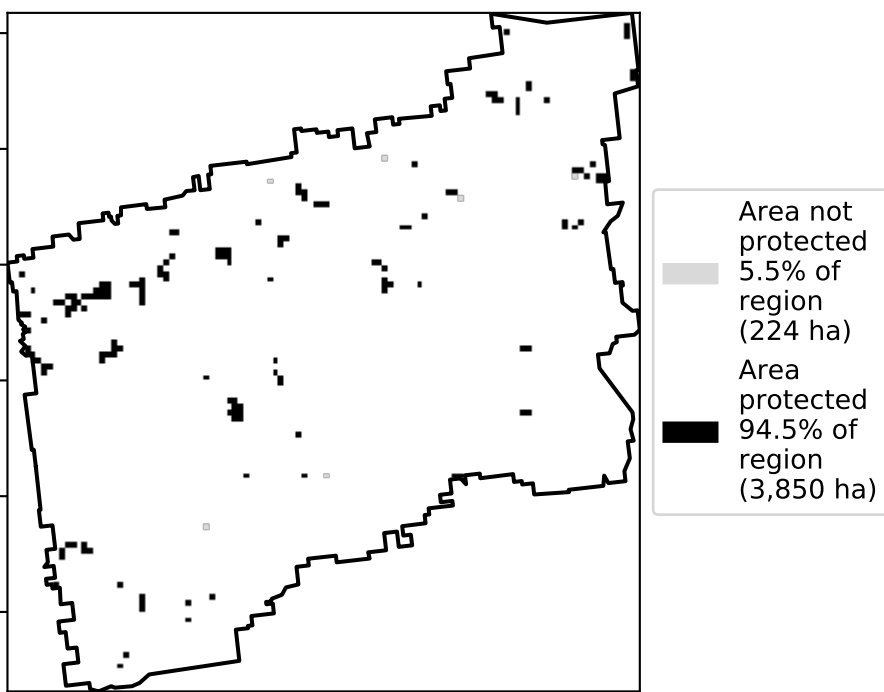 Area not
protected
5.5% of
region
(224 ha)
Area
protected
94.5% of
region
(3,850 ha)